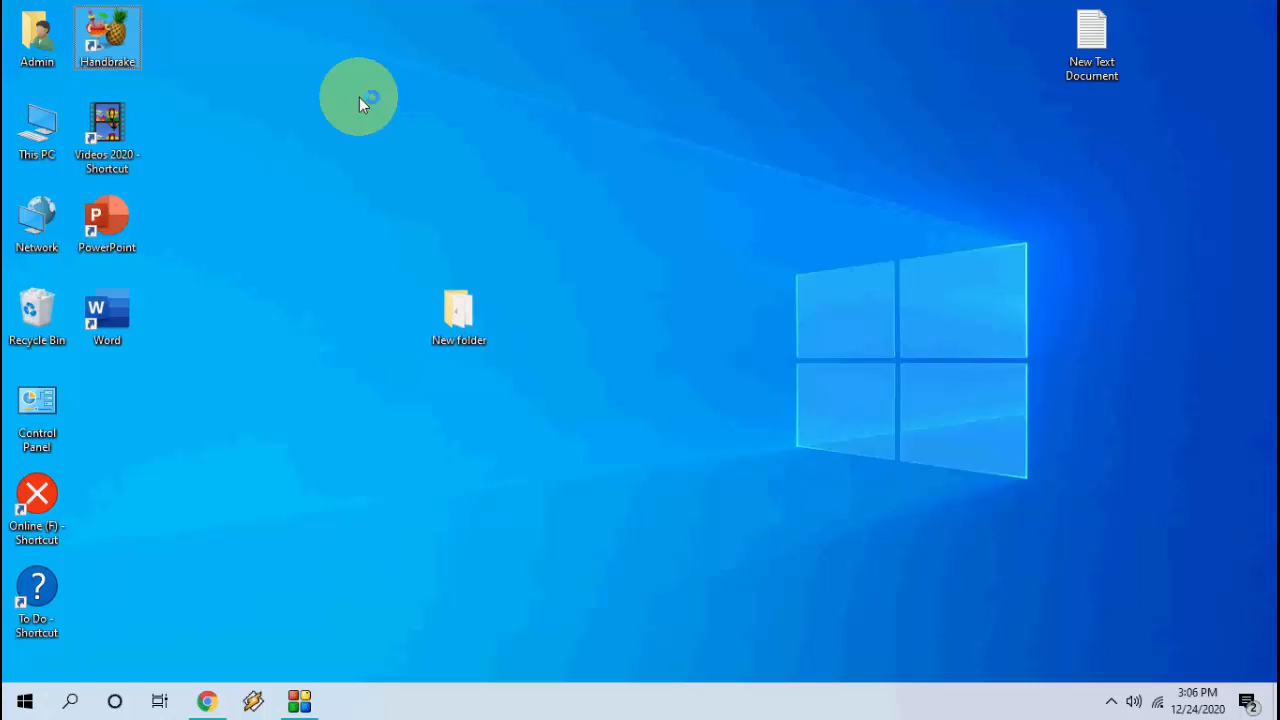 Admin
Handbrake
New Text
Document
This PC
Videos 2020 -
Shortcut
Network
P
PowerPoint
Recycle Bin
W
Word
New folder
Control
Panel
Online (F) -
Shortcut
?
To Do -
Shortcut
3:06 PM
12/24/2020
2